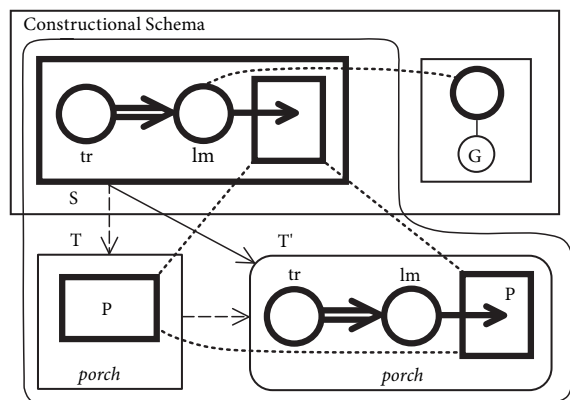 Constructional Schema
tr
lm
G
S
T
T'
P
porch
tr
lm
P
porch